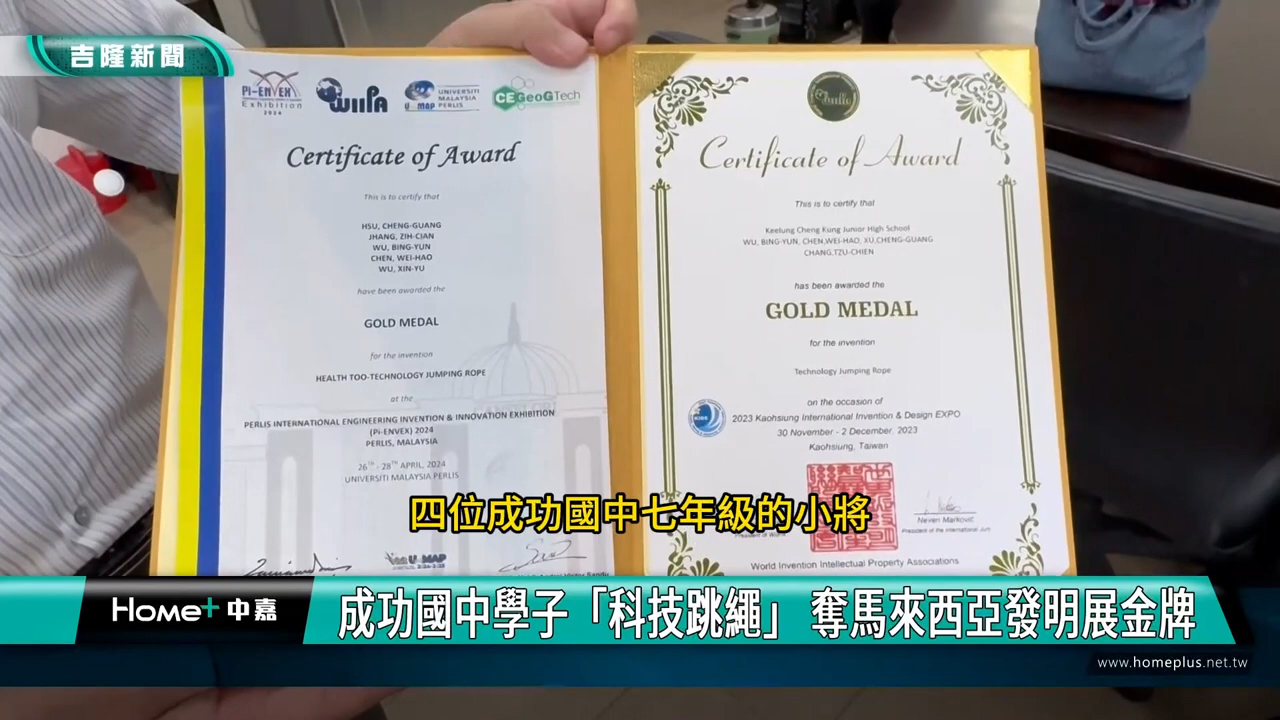 吉隆新聞
Pi-ENVEX
Exhibition
2024
WIIPA
UNIVERSITI
MALAYSIA
PERLIS
UniMAP
CEGeoGTech
Certificate of Award
This is to certify that
HSU, CHENG-GUANG
JHANG, ZIH-CIAN
WU, BING-YUN
CHEN, WEI-HAO
WU, XIN-YU
have been awarded the
GOLD MEDAL
for the invention
HEALTH TOO-TECHNOLOGY JUMPING ROPE
at the
PERLIS INTERNATIONAL ENGINEERING INVENTION & INNOVATION EXHIBITION
(Pi-ENVEX) 2024
PERLIS, MALAYSIA
26TH - 28TH APRIL, 2024
UNIVERSITI MALAYSIA PERLIS
Certificate of Award
This is to certify that
Keelung Cheng Kung Junior High School
WU, BING-YUN, CHEN,WEI-HAO, XU,CHENG-GUANG
CHANG,TZU-CHIEN
has been awarded the
GOLD MEDAL
for the invention
Technology Jumping Rope
on the occasion of
KIDE
2023 Kaohsiung International Invention & Design EXPO
30 November - 2 December, 2023
Kaohsiung, Taiwan
Neven Marković
President of the International Jury
World Invention Intellectual Property Associations
四位成功國中七年級的小將
Home+中嘉
成功國中學子「科技跳繩」 奪馬來西亞發明展金牌
www.homeplus.net.tw